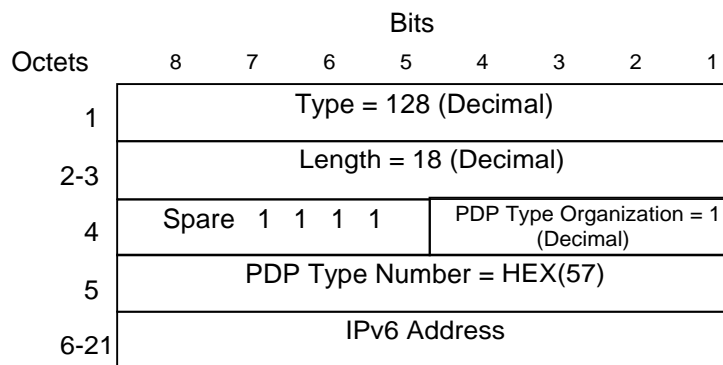 Bits
Octets 8 7 6 5 4 3 2 1
1 Type = 128 (Decimal)
2-3 Length = 18 (Decimal)
4 Spare 1 1 1 1 PDP Type Organization = 1
(Decimal)
5 PDP Type Number = HEX(57)
6-21 IPv6 Address